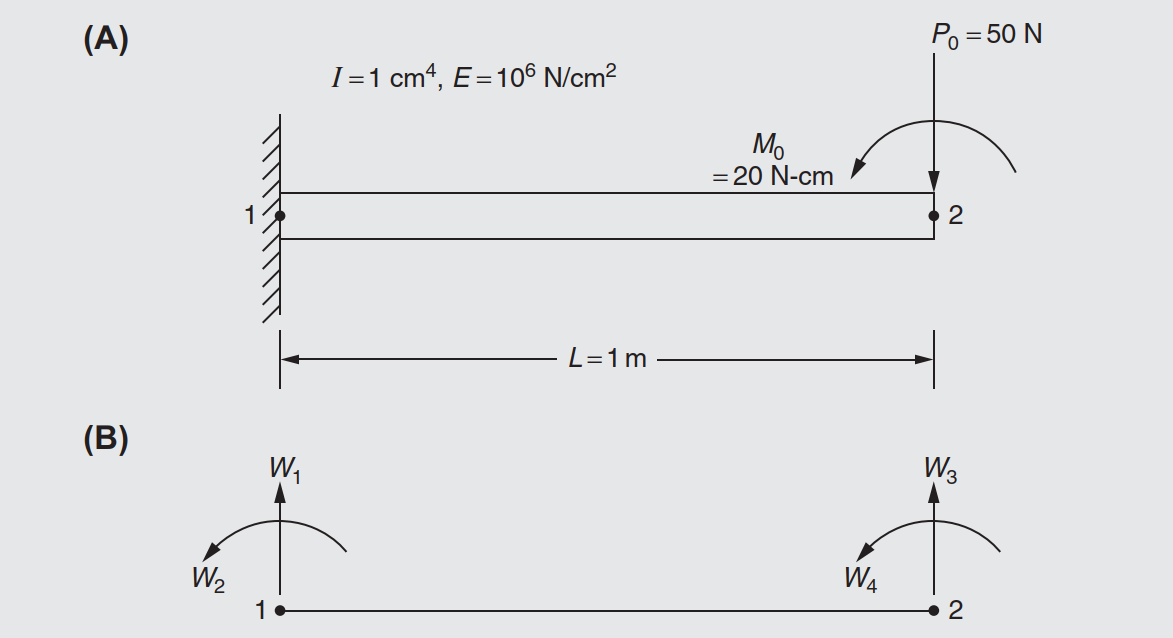 (A)
P₀ = 50 N
I = 1 cm⁴, E = 10⁶ N/cm²
M₀
= 20 N-cm
1
2
L = 1 m
(B)
W₁
W₃
W₂
W₄
1
2